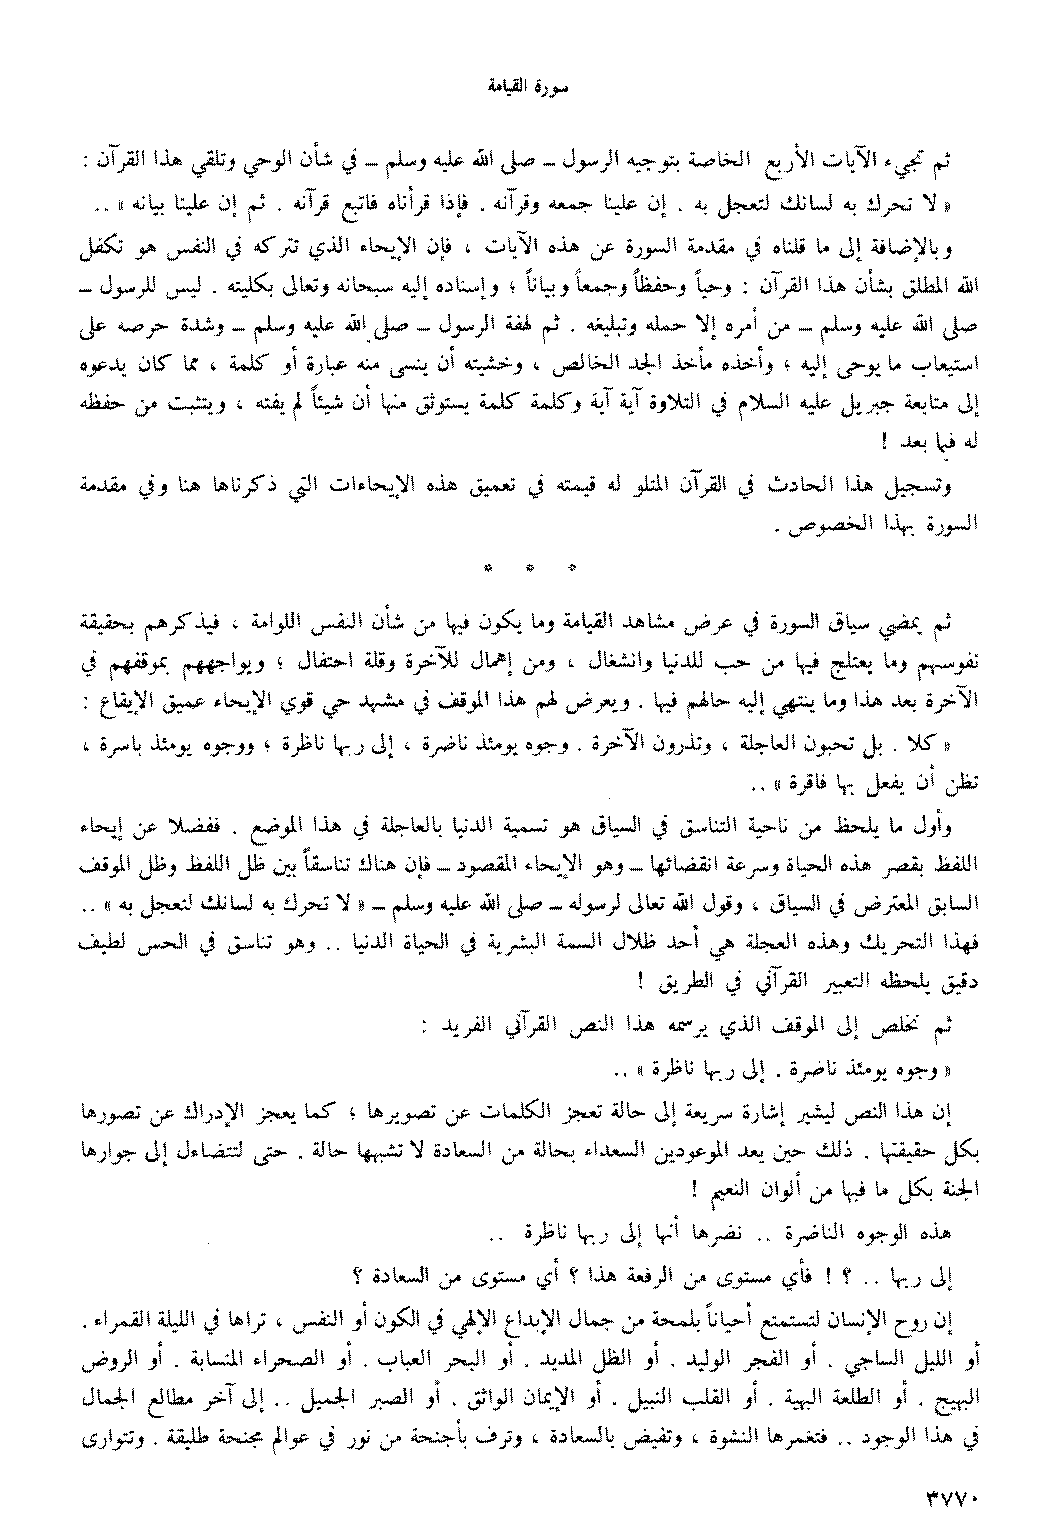 سورة القيامة
ثم تجيء الآيات الأربع الخاصة بتوجيه الرسول – صلى الله عليه وسلم – في شأن الوحي وتلقي هذا القرآن :
« لا تحرك به لسانك لتعجل به . إن علينا جمعه وقرآنه . فإذا قرأناه فاتبع قرآنه . ثم إن علينا بيانه » ..
وبالإضافة إلى ما قلناه في مقدمة السورة عن هذه الآيات ، فإن الإيحاء الذي تتركه في النفس هو تكفل
الله المطلق بشأن هذا القرآن : وحياً وحفظاً وجمعاً وبياناً ؛ وإسناده إليه سبحانه وتعالى بكليته . ليس للرسول –
صلى الله عليه وسلم – من أمره إلا حمله وتبليغه . ثم لهفة الرسول – صلى الله عليه وسلم – وشدة حرصه على
استيعاب ما يوحى إليه ؛ وأخذه مأخذ الجد الخالص ، وخشيته أن ينسى منه عبارة أو كلمة ، مما كان يدعوه
إلى متابعة جبريل عليه السلام في التلاوة آية آية وكلمة كلمة يستوثق منها أن شيئاً لم يفته ، ويتثبت من حفظه
له فيما بعد !
وتسجيل هذا الحادث في القرآن المتلو له قيمته في تعميق هذه الإيحاءات التي ذكرناها هنا وفي مقدمة
السورة بهذا الخصوص .
* * *
ثم يمضي سياق السورة في عرض مشاهد القيامة وما يكون فيها من شأن النفس اللوامة ، فيذكرهم بحقيقة
نفوسهم وما يعتلج فيها من حب للدنيا وانشغال ، ومن إهمال للآخرة وقلة احتفال ؛ ويواجههم بموقفهم في
الآخرة بعد هذا وما ينتهي إليه حالهم فيها . ويعرض لهم هذا الموقف في مشهد حي قوي الإيحاء عميق الإيقاع :
« كلا . بل تحبون العاجلة ، وتذرون الآخرة . وجوه يومئذ ناضرة ، إلى ربها ناظرة ؛ ووجوه يومئذ باسرة ،
تظن أن يفعل بها فاقرة » ..
وأول ما يلحظ من ناحية التناسق في السياق هو تسمية الدنيا بالعاجلة في هذا الموضع . ففضلا عن إيحاء
اللفظ بقصر هذه الحياة وسرعة انقضائها – وهو الإيحاء المقصود – فإن هناك تناسقاً بين ظل اللفظ وظل الموقف
السابق المعترض في السياق ، وقول الله تعالى لرسوله – صلى الله عليه وسلم – « لا تحرك به لسانك لتعجل به » ..
فهذا التحريك وهذه العجلة هي أحد ظلال السمة البشرية في الحياة الدنيا .. وهو تناسق في الحس لطيف
دقيق يلحظه التعبير القرآني في الطريق !
ثم نخلص إلى الموقف الذي يرسمه هذا النص القرآني الفريد :
« وجوه يومئذ ناضرة . إلى ربها ناظرة » ..
إن هذا النص ليشير إشارة سريعة إلى حالة تعجز الكلمات عن تصويرها ؛ كما يعجز الإدراك عن تصورها
بكل حقيقتها . ذلك حين يعد الموعودين السعداء بحالة من السعادة لا تشبهها حالة . حتى لتتضاءل إلى جوارها
الجنة بكل ما فيها من ألوان النعيم !
هذه الوجوه الناضرة .. نضرها أنها إلى ربها ناظرة ..
إلى ربها .. ؟ ! فأي مستوى من الرفعة هذا ؟ أي مستوى من السعادة ؟
إن روح الإنسان لتستمتع أحياناً بلمحة من جمال الإبداع الإلهي في الكون أو النفس ، تراها في الليلة القمراء .
أو الليل الساجي . أو الفجر الوليد . أو الظل المديد . أو البحر العباب . أو الصحراء المنسابة . أو الروض
البهيج . أو الطلعة البهية . أو القلب النبيل . أو الإيمان الواثق . أو الصبر الجميل .. إلى آخر مطالع الجمال
في هذا الوجود .. فتغمرها النشوة ، وتفيض بالسعادة ، وترف بأجنحة من نور في عوالم مجنحة طليقة . وتتوارى
٣٧٧٠